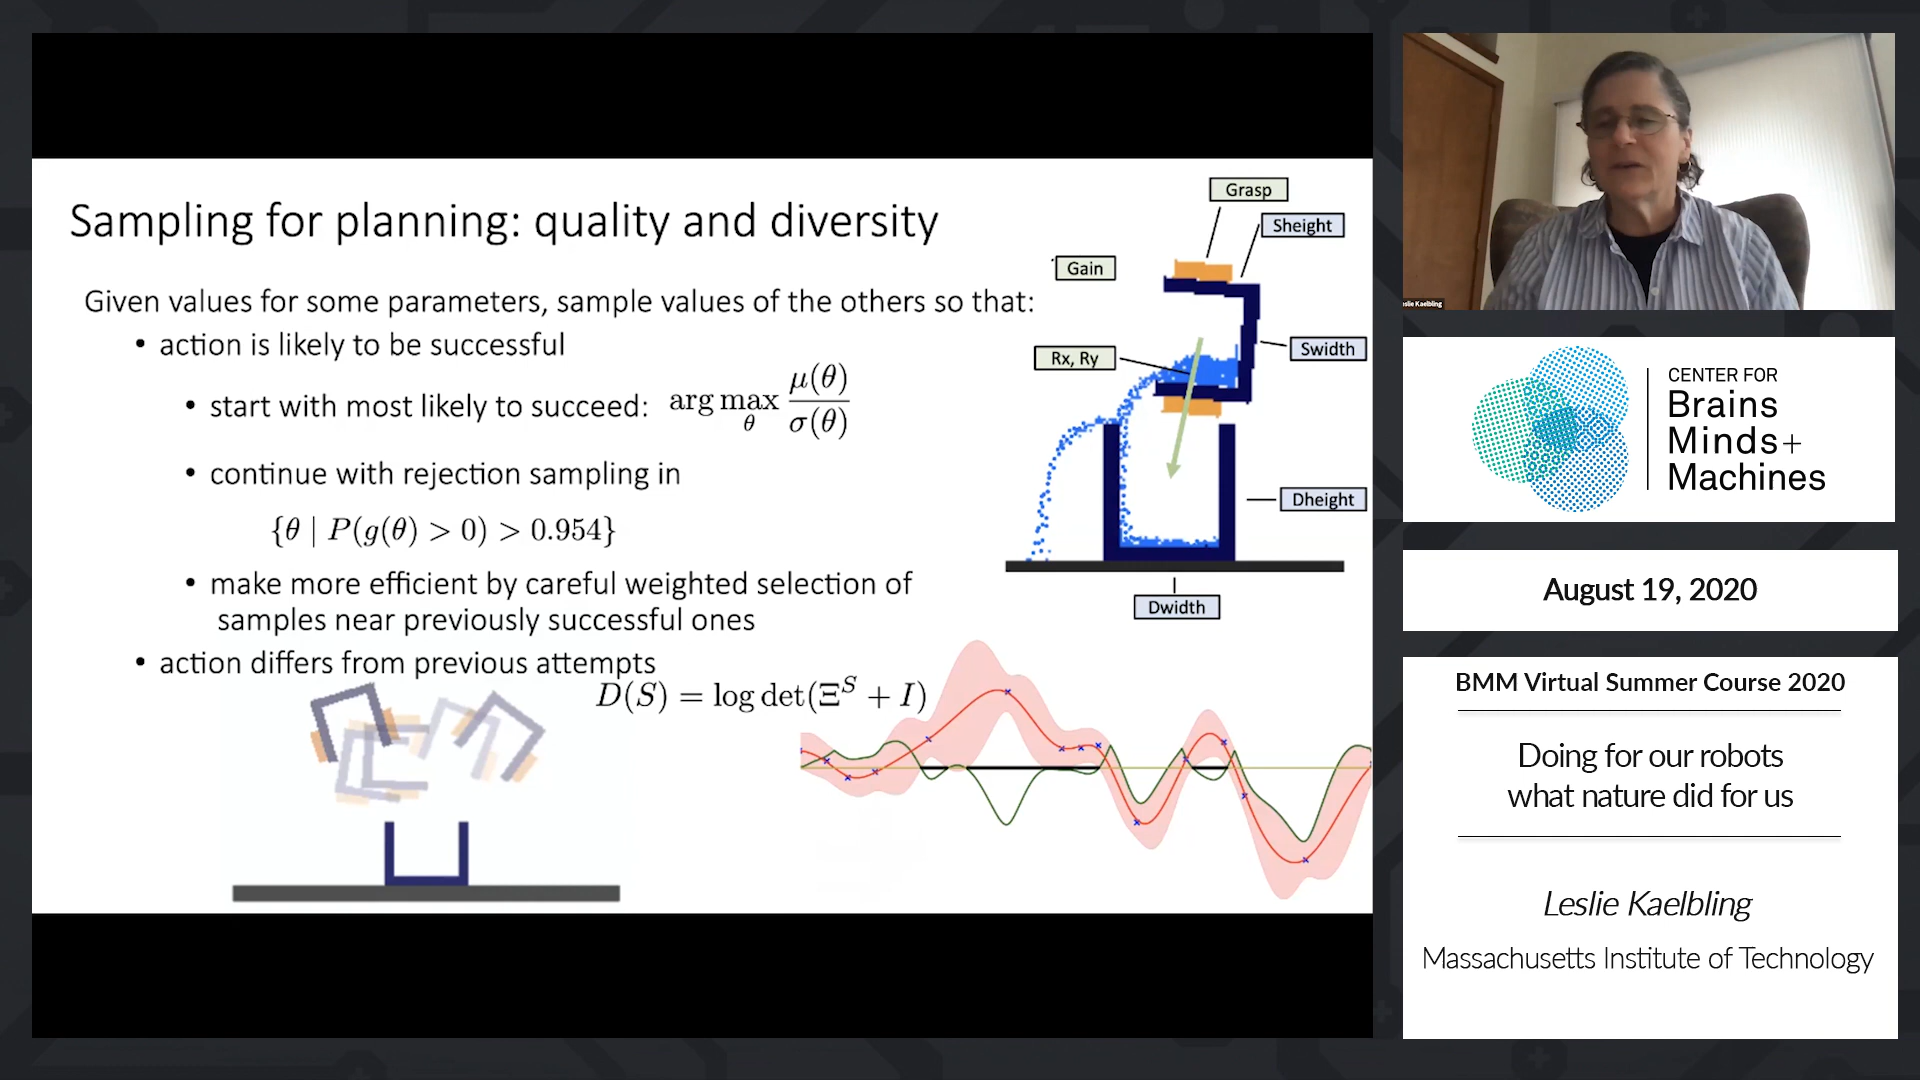 Sampling for planning: quality and diversity
Given values for some parameters, sample values of the others so that:
• action is likely to be successful
• start with most likely to succeed: arg max_θ μ(θ)/σ(θ)
• continue with rejection sampling in
{θ | P(g(θ) > 0) > 0.954}
• make more efficient by careful weighted selection of
samples near previously successful ones
• action differs from previous attempts
D(S) = log det(Ξ^S + I)
Grasp
Sheight
Gain
Swidth
Rx, Ry
Dheight
Dwidth
Leslie Kaelbling
CENTER FOR
Brains
Minds+
Machines
August 19, 2020
BMM Virtual Summer Course 2020
Doing for our robots
what nature did for us
Leslie Kaelbling
Massachusetts Institute of Technology